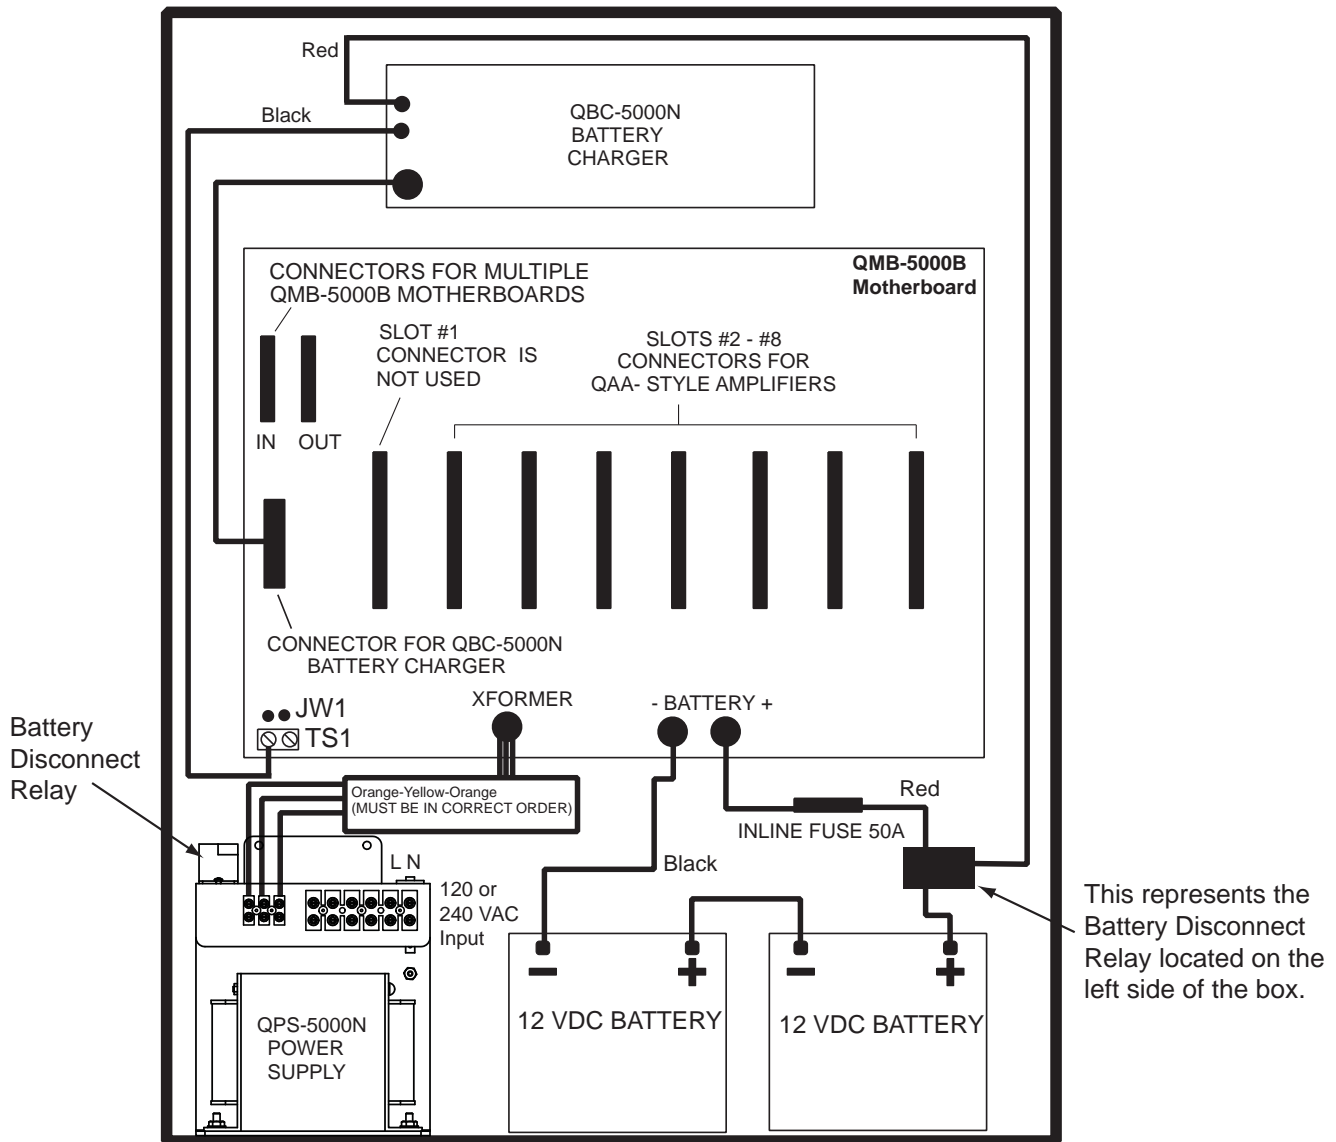 Red
Black
QBC-5000N
BATTERY
CHARGER
QMB-5000B
Motherboard
CONNECTORS FOR MULTIPLE
QMB-5000B MOTHERBOARDS
SLOT #1
CONNECTOR IS
NOT USED
SLOTS #2 - #8
CONNECTORS FOR
QAA- STYLE AMPLIFIERS
IN OUT
CONNECTOR FOR QBC-5000N
BATTERY CHARGER
JW1
TS1
XFORMER
- BATTERY +
Battery
Disconnect
Relay
Orange-Yellow-Orange
(MUST BE IN CORRECT ORDER)
Red
INLINE FUSE 50A
Black
L N
120 or
240 VAC
Input
This represents the
Battery Disconnect
Relay located on the
left side of the box.
QPS-5000N
POWER
SUPPLY
− +
12 VDC BATTERY
− +
12 VDC BATTERY